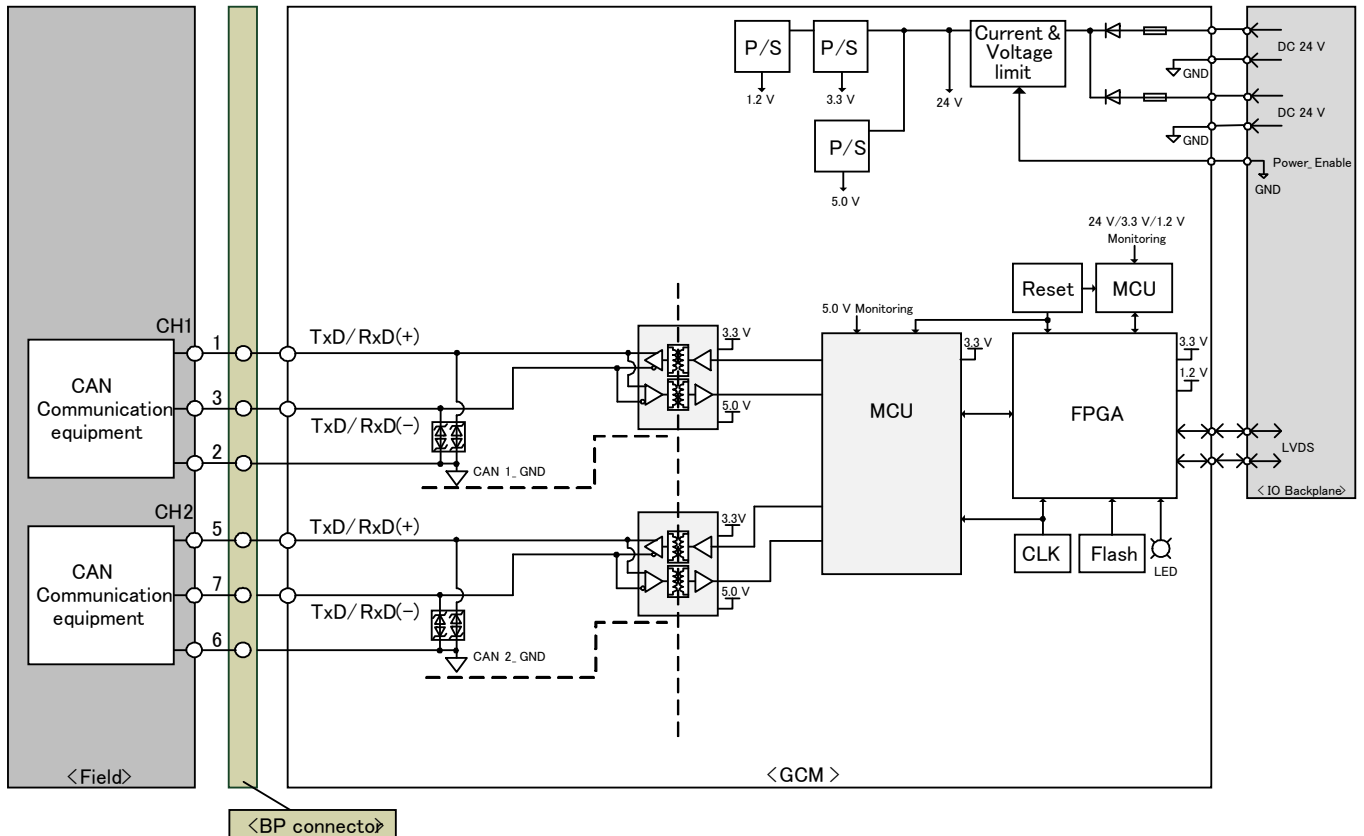 Current &
Voltage
limit
P/S
P/S
DC 24 V
GND
1.2 V
3.3 V
24 V
DC 24 V
P/S
GND
Power_Enable
GND
5.0 V
24 V/3.3 V/1.2 V
Monitoring
Reset
MCU
5.0 V Monitoring
CH1
1
TxD/RxD(+)
3.3 V
3.3 V
3.3 V
CAN
Communication
equipment
3
1.2 V
TxD/RxD(-)
5.0 V
MCU
FPGA
2
CAN 1_GND
LVDS
<IO Backplane>
CH2
5
TxD/RxD(+)
3.3V
CAN
Communication
equipment
CLK
Flash
LED
7
TxD/RxD(-)
5.0 V
6
CAN 2_GND
<Field>
<GCM>
<BP connector>